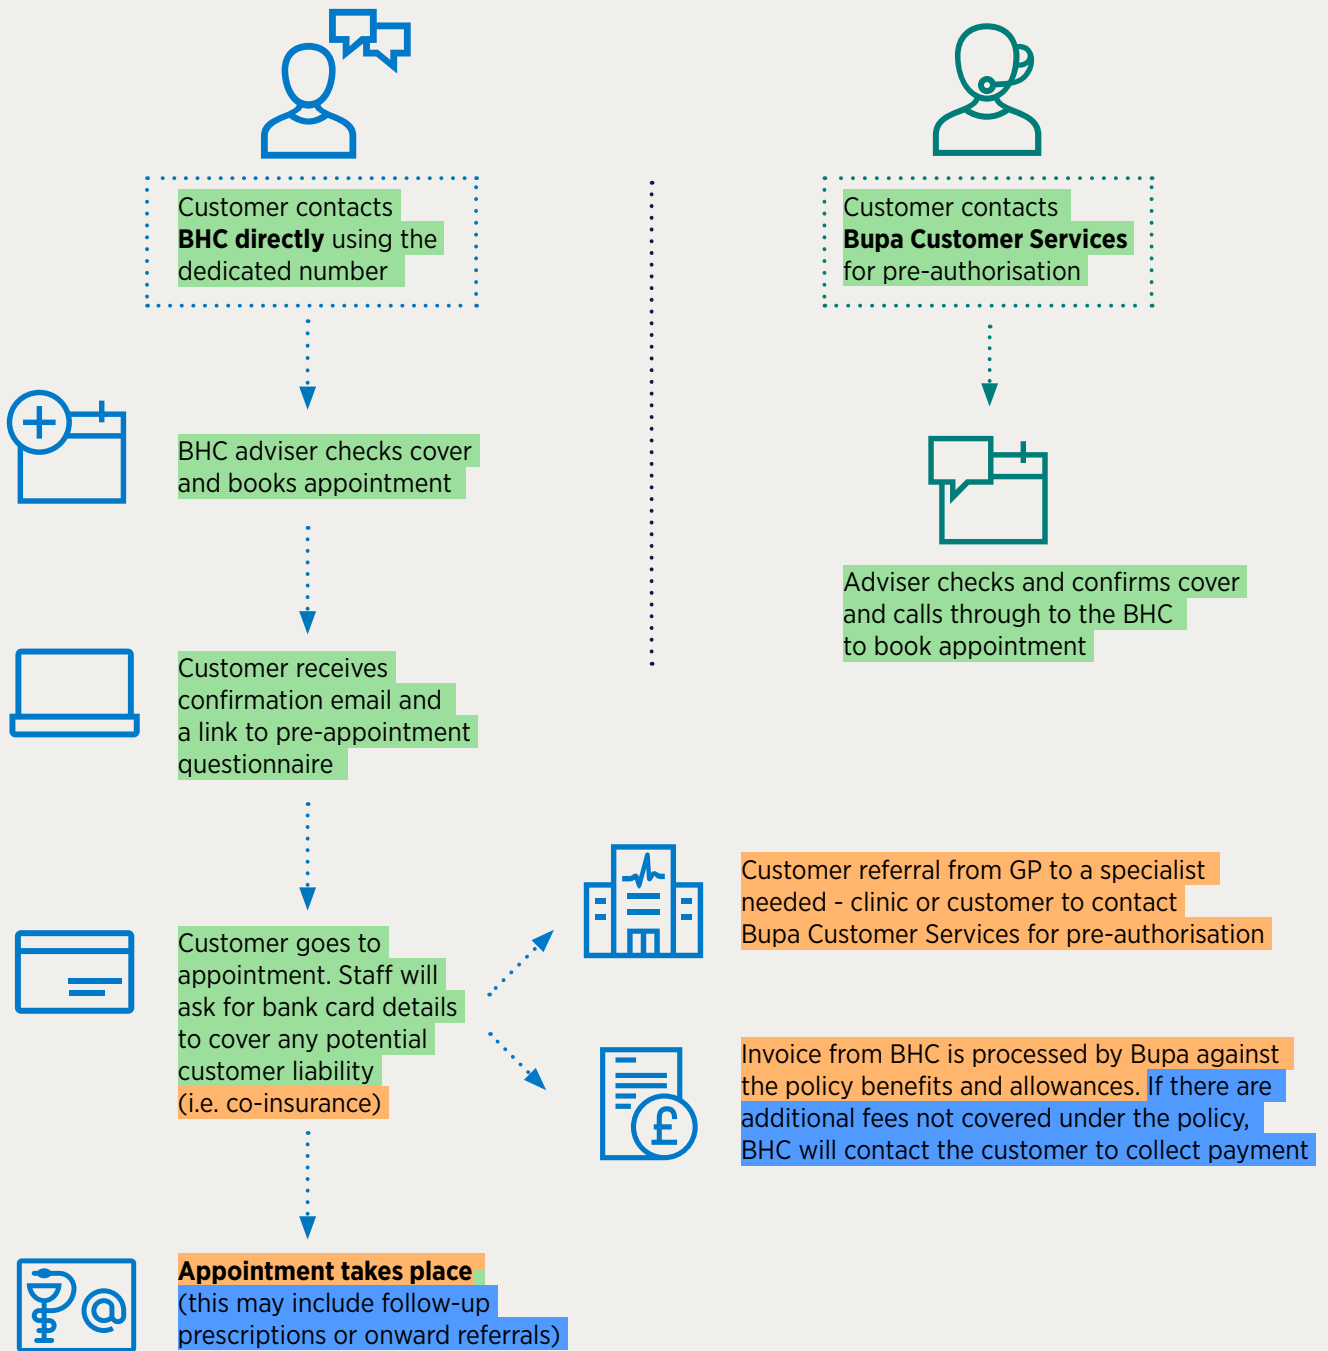 Customer contacts
BHC directly using the
dedicated number
Customer contacts
Bupa Customer Services
for pre-authorisation
BHC adviser checks cover
and books appointment
Adviser checks and confirms cover
and calls through to the BHC
to book appointment
Customer receives
confirmation email and
a link to pre-appointment
questionnaire
Customer goes to
appointment. Staff will
ask for bank card details
to cover any potential
customer liability
(i.e. co-insurance)
Customer referral from GP to a specialist
needed - clinic or customer to contact
Bupa Customer Services for pre-authorisation
Invoice from BHC is processed by Bupa against
the policy benefits and allowances. If there are
additional fees not covered under the policy,
BHC will contact the customer to collect payment
Appointment takes place
(this may include follow-up
prescriptions or onward referrals)